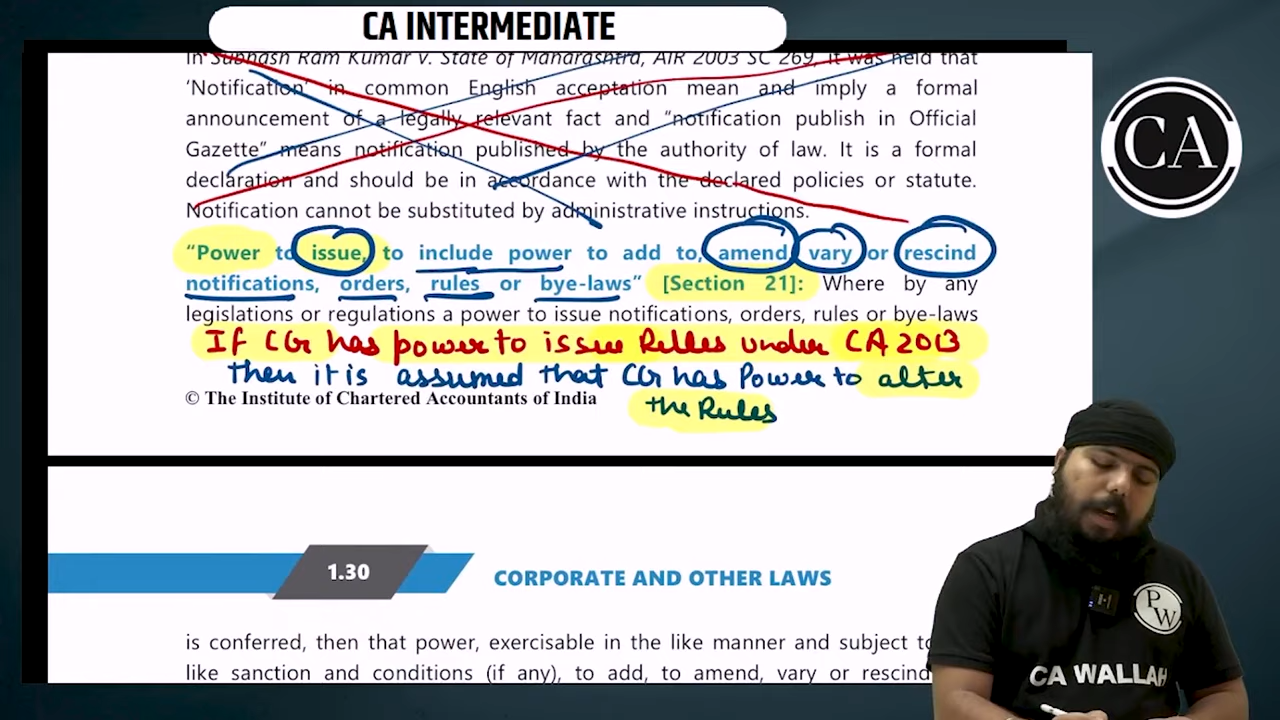 CA INTERMEDIATE
In Subhash Ram Kumar v. State of Maharashtra, AIR 2003 SC 269, it was held that
‘Notification’ in common English acceptation mean and imply a formal
announcement of a legally relevant fact and “notification publish in Official
Gazette” means notification published by the authority of law. It is a formal
declaration and should be in accordance with the declared policies or statute.
Notification cannot be substituted by administrative instructions.
“Power to issue, to include power to add to, amend, vary or rescind
notifications, orders, rules or bye-laws” [Section 21]: Where by any
legislations or regulations a power to issue notifications, orders, rules or bye-laws
If CG has power to issue Rules under CA 2013
then it is assumed that CG has Power to alter
the Rules
© The Institute of Chartered Accountants of India
1.30
CORPORATE AND OTHER LAWS
is conferred, then that power, exercisable in the like manner and subject to
like sanction and conditions (if any), to add, to amend, vary or rescind
CA
PW
CA WALLAH